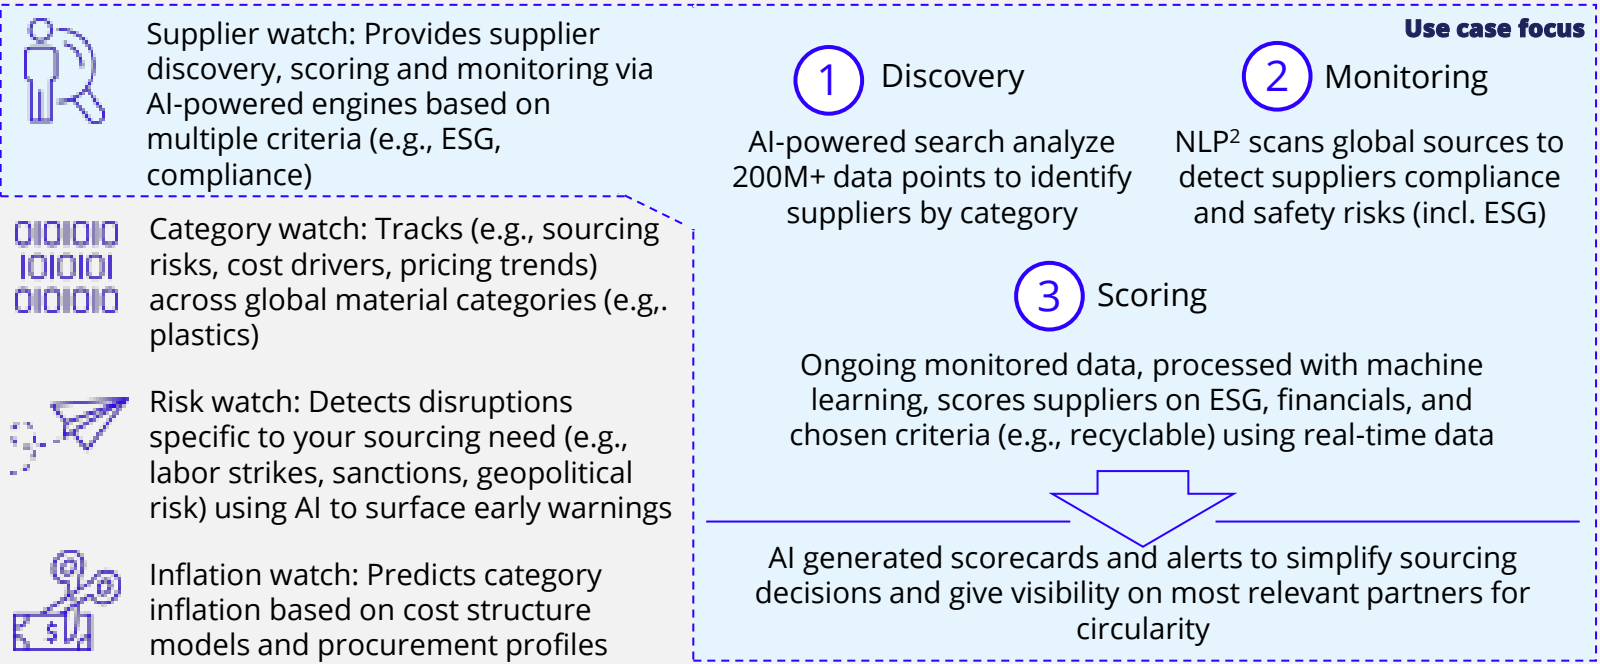 Supplier watch: Provides supplier
discovery, scoring and monitoring via
AI-powered engines based on
multiple criteria (e.g., ESG,
compliance)
Category watch: Tracks (e.g., sourcing
risks, cost drivers, pricing trends)
across global material categories (e.g,.
plastics)
Risk watch: Detects disruptions
specific to your sourcing need (e.g.,
labor strikes, sanctions, geopolitical
risk) using AI to surface early warnings
Inflation watch: Predicts category
inflation based on cost structure
models and procurement profiles
Use case focus
1 Discovery
AI-powered search analyze
200M+ data points to identify
suppliers by category
2 Monitoring
NLP² scans global sources to
detect suppliers compliance
and safety risks (incl. ESG)
3 Scoring
Ongoing monitored data, processed with machine
learning, scores suppliers on ESG, financials, and
chosen criteria (e.g., recyclable) using real-time data
AI generated scorecards and alerts to simplify sourcing
decisions and give visibility on most relevant partners for
circularity